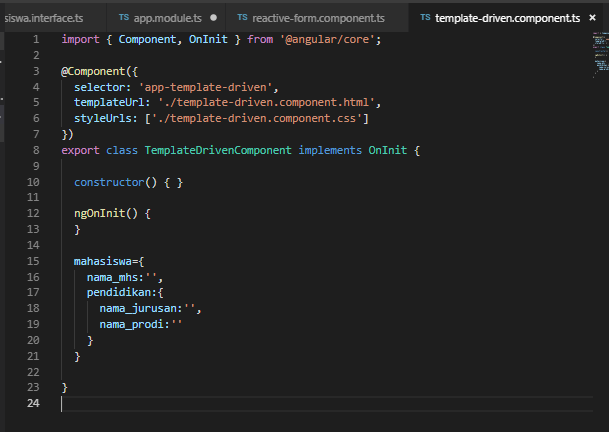 siswa.interface.ts TS app.module.ts TS reactive-form.component.ts TS template-driven.component.ts ×
1 import { Component, OnInit } from '@angular/core';
2
3 @Component({
4 selector: 'app-template-driven',
5 templateUrl: './template-driven.component.html',
6 styleUrls: ['./template-driven.component.css']
7 })
8 export class TemplateDrivenComponent implements OnInit {
9
10 constructor() { }
11
12 ngOnInit() {
13 }
14
15 mahasiswa={
16 nama_mhs:'',
17 pendidikan:{
18 nama_jurusan:'',
19 nama_prodi:''
20 }
21 }
22
23 }
24